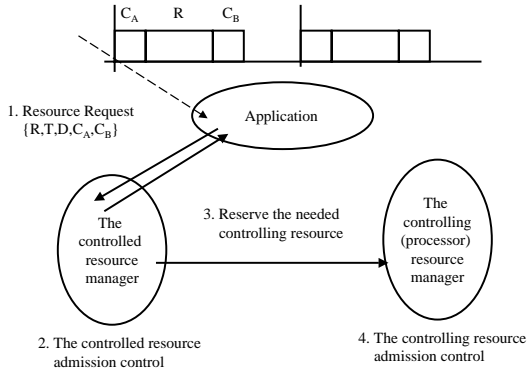 C_A R C_B
1. Resource Request
{R,T,D,C_A,C_B}
Application
The
controlled
resource
manager
3. Reserve the needed
controlling resource
The
controlling
(processor)
resource
manager
2. The controlled resource
admission control
4. The controlling resource
admission control